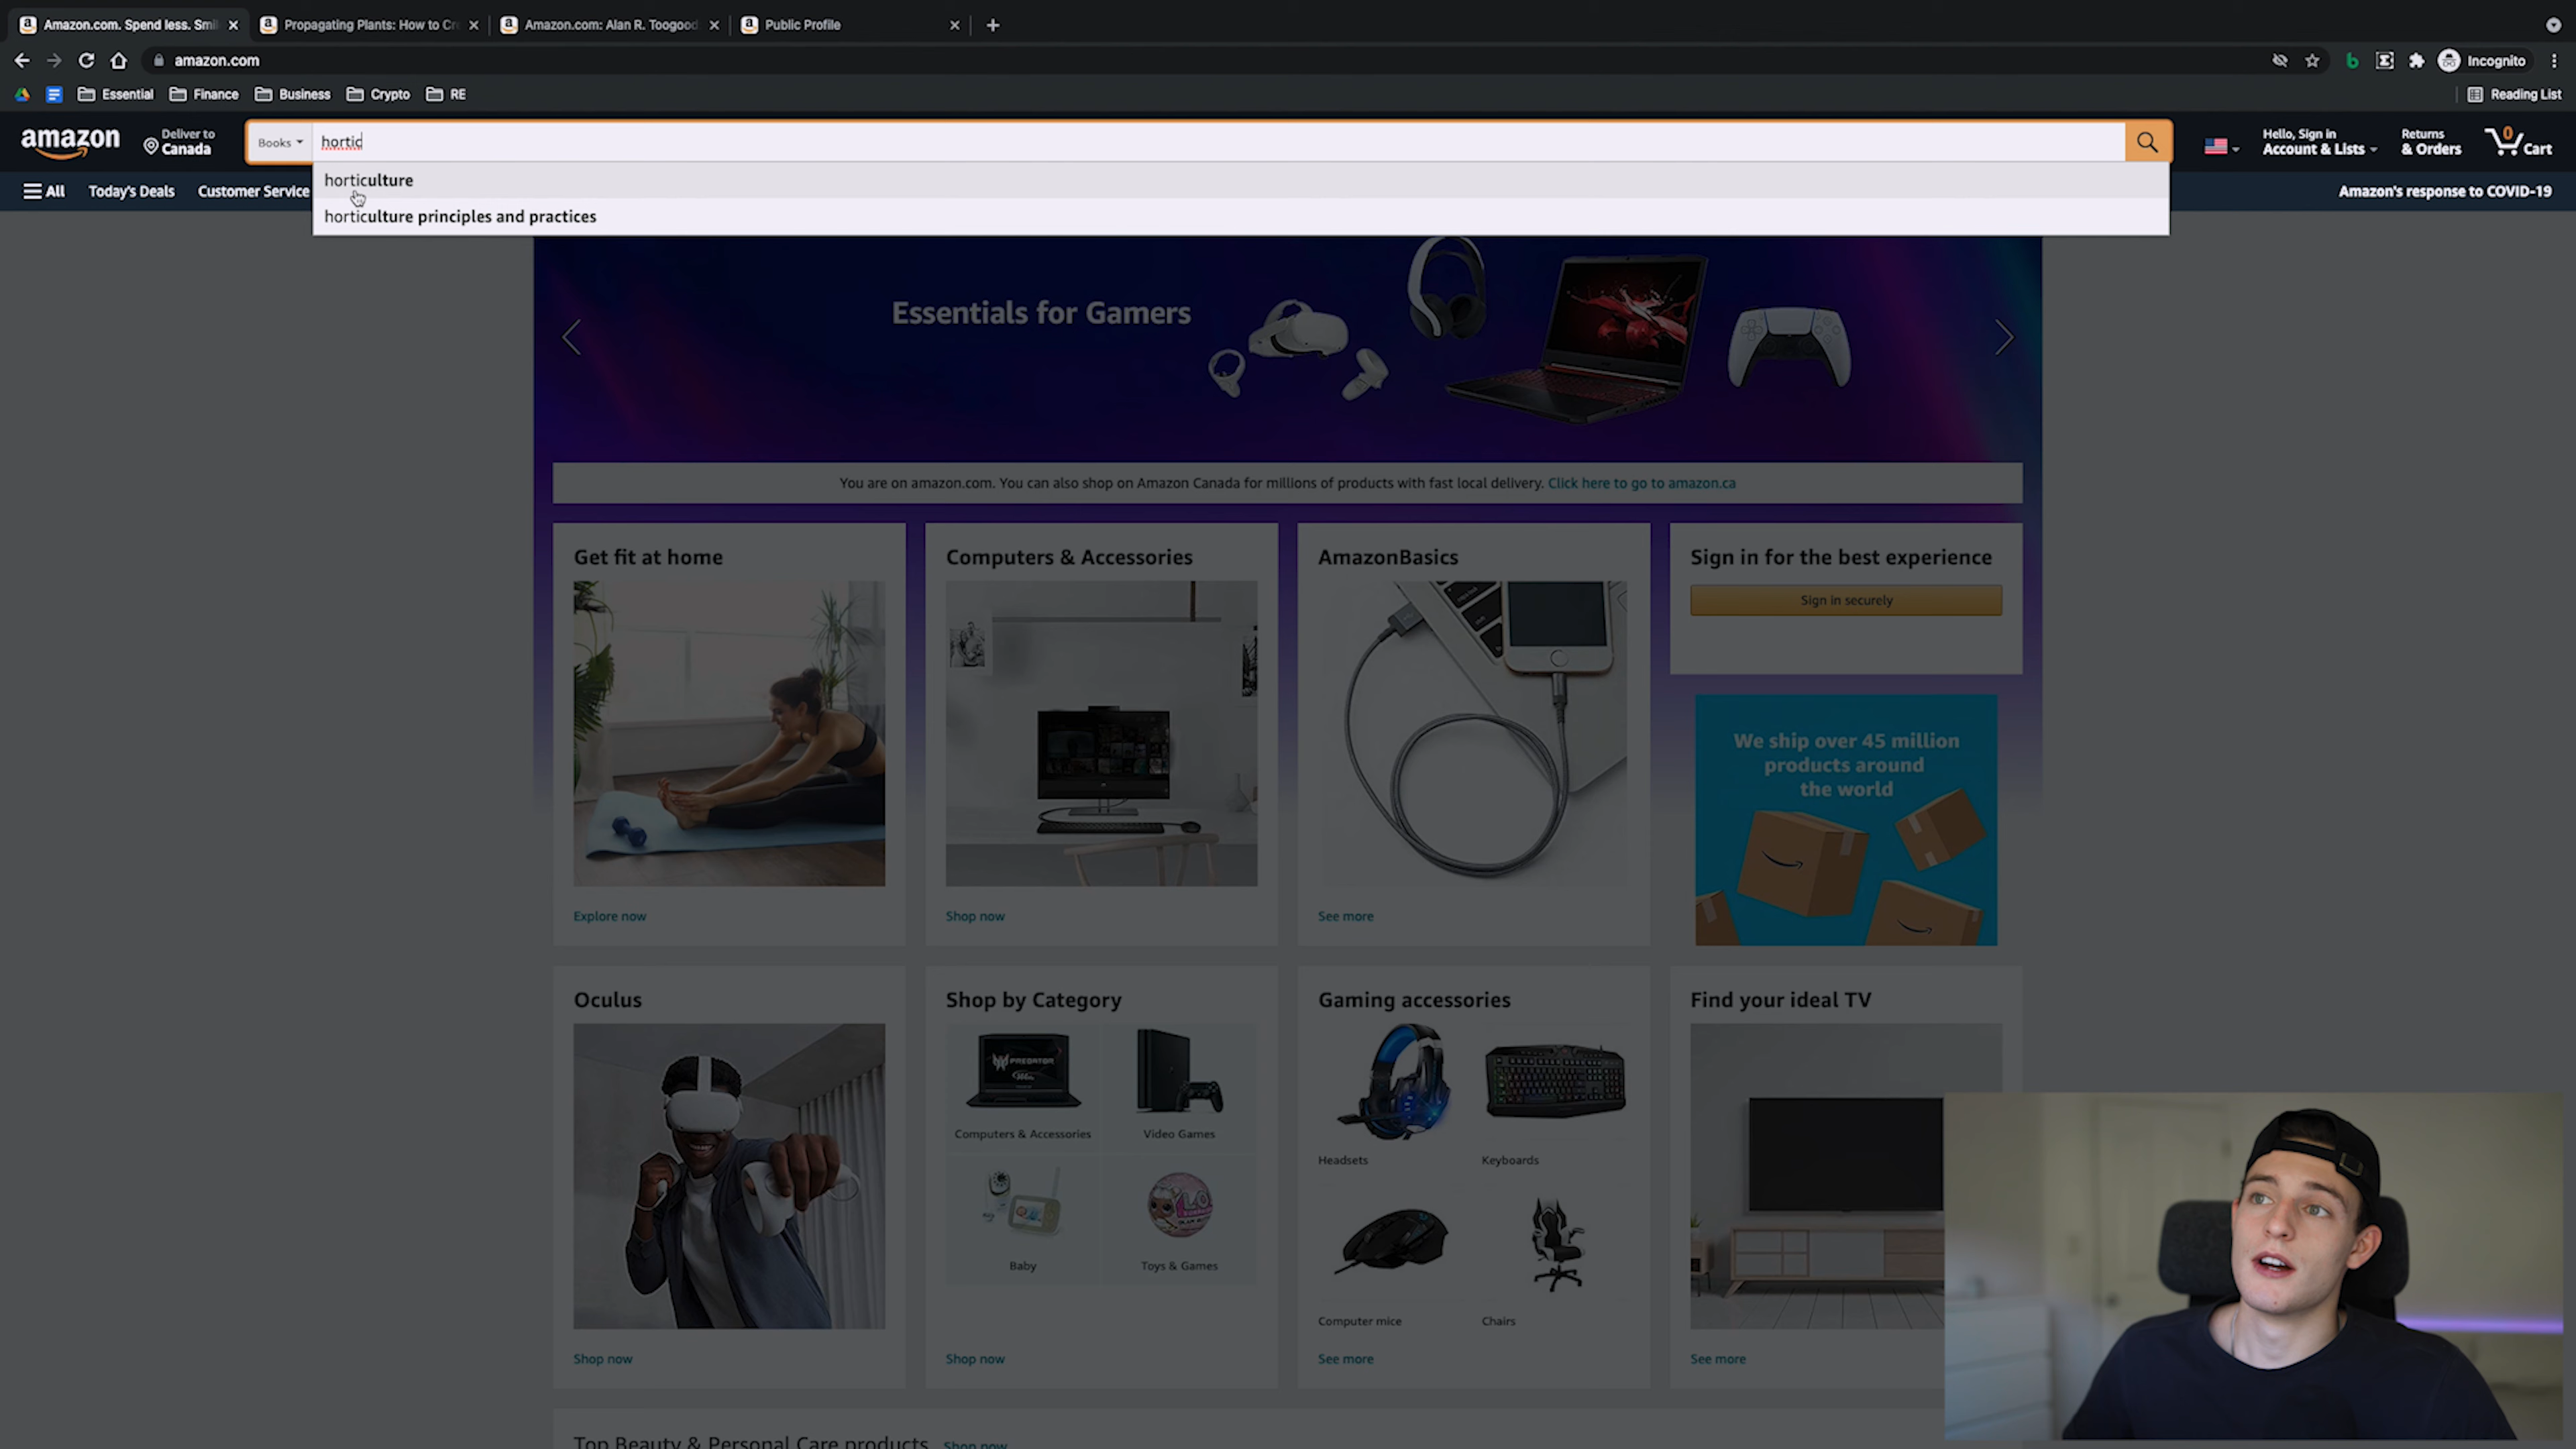 Amazon.com. Spend less. Smi
Propagating Plants: How to Cr
Amazon.com: Alan R. Toogood
Public Profile
amazon.com
Incognito
Essential
Finance
Business
Crypto
RE
Reading List
amazon
Deliver to
Canada
Books
hortic
Hello, Sign in
Account & Lists
Returns
& Orders
0
Cart
All
Today's Deals
Customer Service
horticulture
horticulture principles and practices
Amazon's response to COVID-19
Essentials for Gamers
You are on amazon.com. You can also shop on Amazon Canada for millions of products with fast local delivery. Click here to go to amazon.ca
Get fit at home
Explore now
Computers & Accessories
Shop now
AmazonBasics
See more
Sign in for the best experience
Sign in securely
We ship over 45 million
products around
the world
Oculus
Shop now
Shop by Category
PREDATOR
Computers & Accessories
Video Games
Baby
Toys & Games
Shop now
Gaming accessories
Headsets
Keyboards
Computer mice
Chairs
See more
Find your ideal TV
See more
Top Beauty & Personal Care products
Shop now